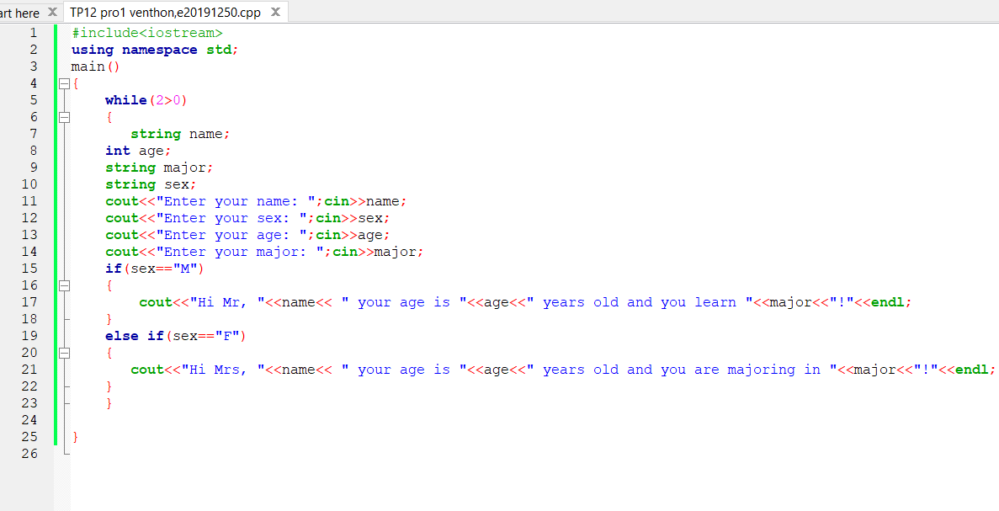 art here X TP12 pro1 venthon,e20191250.cpp X
1 #include<iostream>
2 using namespace std;
3 main()
4 {
5 while(2>0)
6 {
7 string name;
8 int age;
9 string major;
10 string sex;
11 cout<<"Enter your name: ";cin>>name;
12 cout<<"Enter your sex: ";cin>>sex;
13 cout<<"Enter your age: ";cin>>age;
14 cout<<"Enter your major: ";cin>>major;
15 if(sex=="M")
16 {
17 cout<<"Hi Mr, "<<name<< " your age is "<<age<<" years old and you learn "<<major<<"!"<<endl;
18 }
19 else if(sex=="F")
20 {
21 cout<<"Hi Mrs, "<<name<< " your age is "<<age<<" years old and you are majoring in "<<major<<"!"<<endl;
22 }
23 }
24
25 }
26